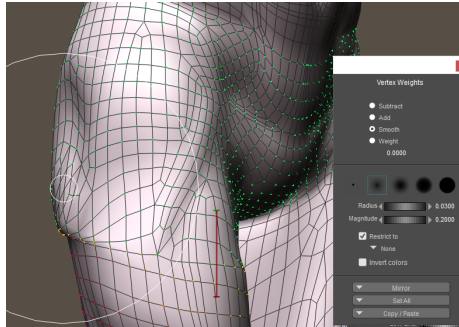 Vertex Weights
Subtract
Add
Smooth
Weight
0.0000
Radius 0.0300
Magnitude 0.2000
Restrict to
None
Invert colors
Mirror
Set All
Copy / Paste